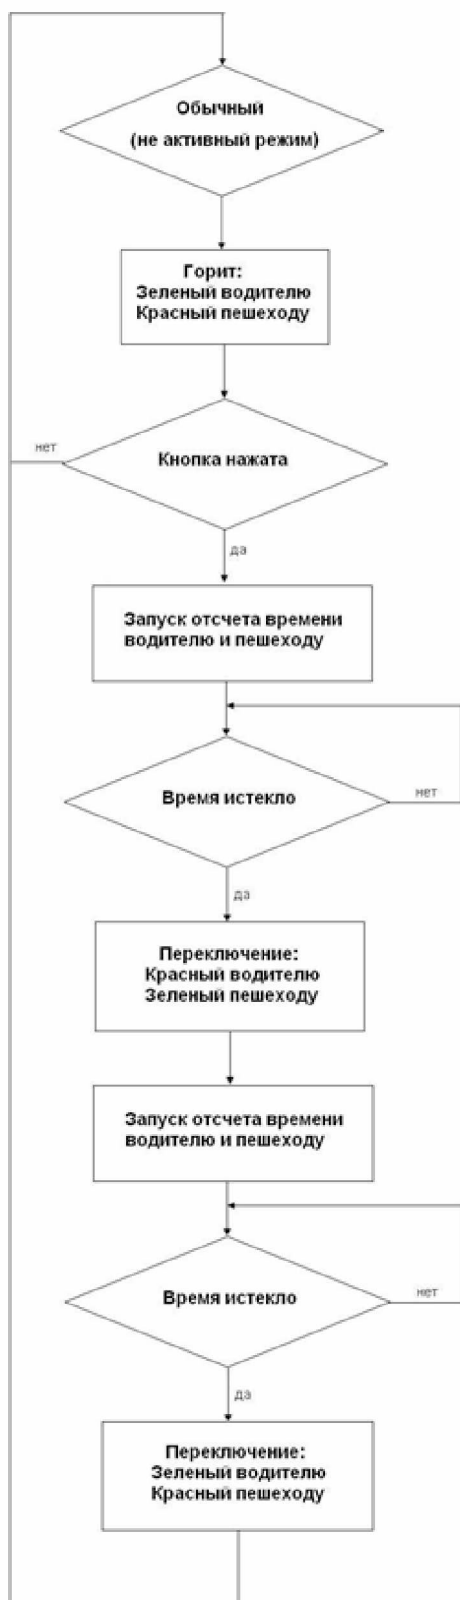 Обычный
(не активный режим)
Горит:
Зеленый водителю
Красный пешеходу
нет
Кнопка нажата
да
Запуск отсчета времени
водителю и пешеходу
Время истекло
нет
да
Переключение:
Красный водителю
Зеленый пешеходу
Запуск отсчета времени
водителю и пешеходу
Время истекло
нет
да
Переключение:
Зеленый водителю
Красный пешеходу